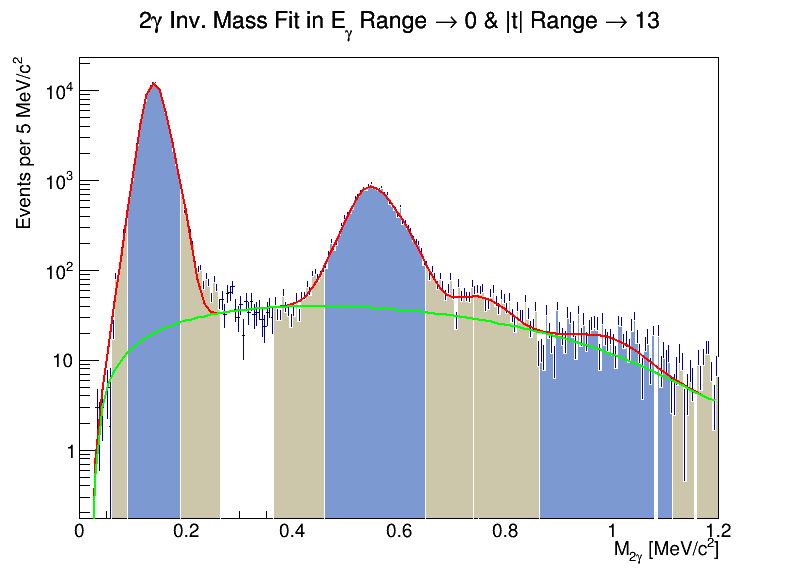 2γ Inv. Mass Fit in Eγ Range → 0 & |t| Range → 13
Events per 5 MeV/c²
10⁴
10³
10²
10
1
0 0.2 0.4 0.6 0.8 1 1.2
M2γ [MeV/c²]